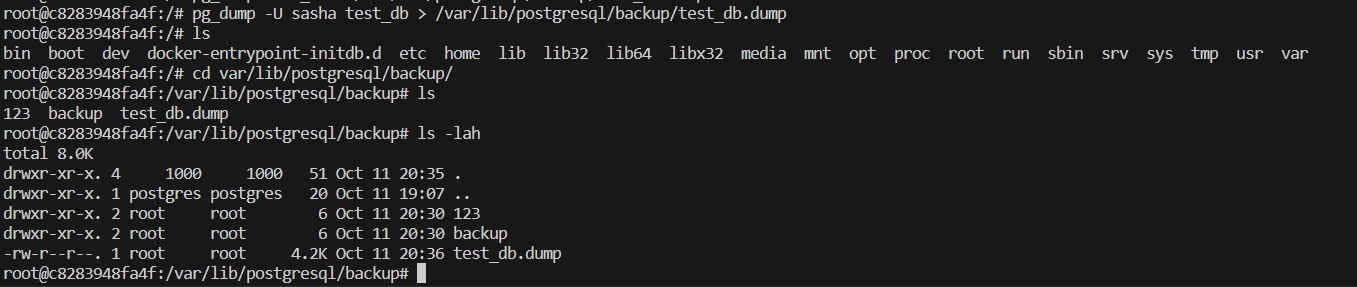 root@c8283948fa4f:/# pg_dump -U sasha test_db > /var/lib/postgresql/backup/test_db.dump
root@c8283948fa4f:/# ls
bin  boot  dev  docker-entrypoint-initdb.d  etc  home  lib  lib32  lib64  libx32  media  mnt  opt  proc  root  run  sbin  srv  sys  tmp  usr  var
root@c8283948fa4f:/# cd var/lib/postgresql/backup/
root@c8283948fa4f:/var/lib/postgresql/backup# ls
123  backup  test_db.dump
root@c8283948fa4f:/var/lib/postgresql/backup# ls -lah
total 8.0K
drwxr-xr-x. 4     1000     1000   51 Oct 11 20:35 .
drwxr-xr-x. 1 postgres postgres   20 Oct 11 19:07 ..
drwxr-xr-x. 2 root     root        6 Oct 11 20:30 123
drwxr-xr-x. 2 root     root        6 Oct 11 20:30 backup
-rw-r--r--. 1 root     root     4.2K Oct 11 20:36 test_db.dump
root@c8283948fa4f:/var/lib/postgresql/backup#